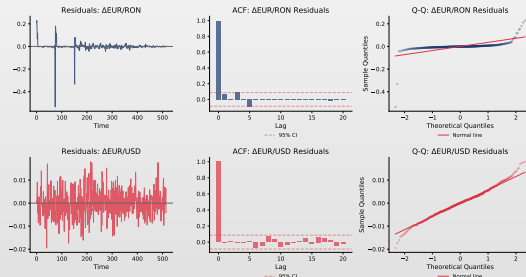 Residuals: ΔEUR/RON
ACF: ΔEUR/RON Residuals
Q-Q: ΔEUR/RON Residuals
0.2
0.0
−0.2
−0.4
0 100 200 300 400 500
Time
1.0
0.8
0.6
0.4
0.2
0.0
0 5 10 15 20
Lag
95% CI
Sample Quantiles
0.2
0.0
−0.2
−0.4
−2 −1 0 1 2
Theoretical Quantiles
Normal line
Residuals: ΔEUR/USD
ACF: ΔEUR/USD Residuals
Q-Q: ΔEUR/USD Residuals
0.01
0.00
−0.01
−0.02
0 100 200 300 400 500
Time
1.0
0.8
0.6
0.4
0.2
0.0
0 5 10 15 20
Lag
95% CI
Sample Quantiles
0.01
0.00
−0.01
−0.02
−2 −1 0 1 2
Theoretical Quantiles
Normal line